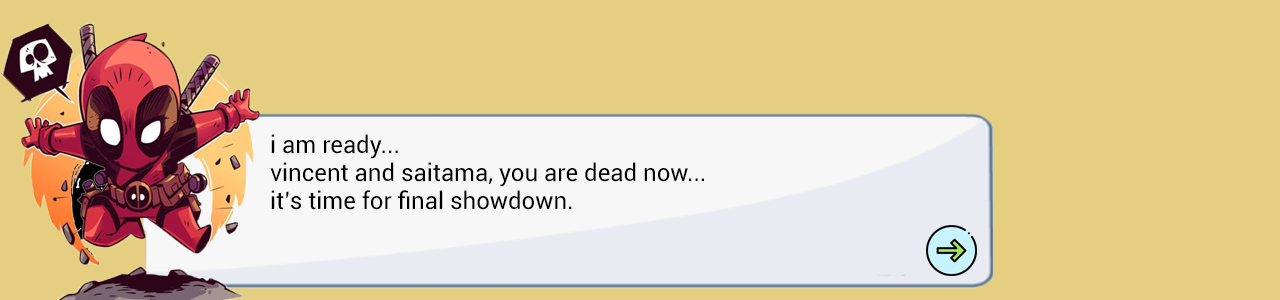 i am ready...
vincent and saitama, you are dead now...
it's time for final showdown.